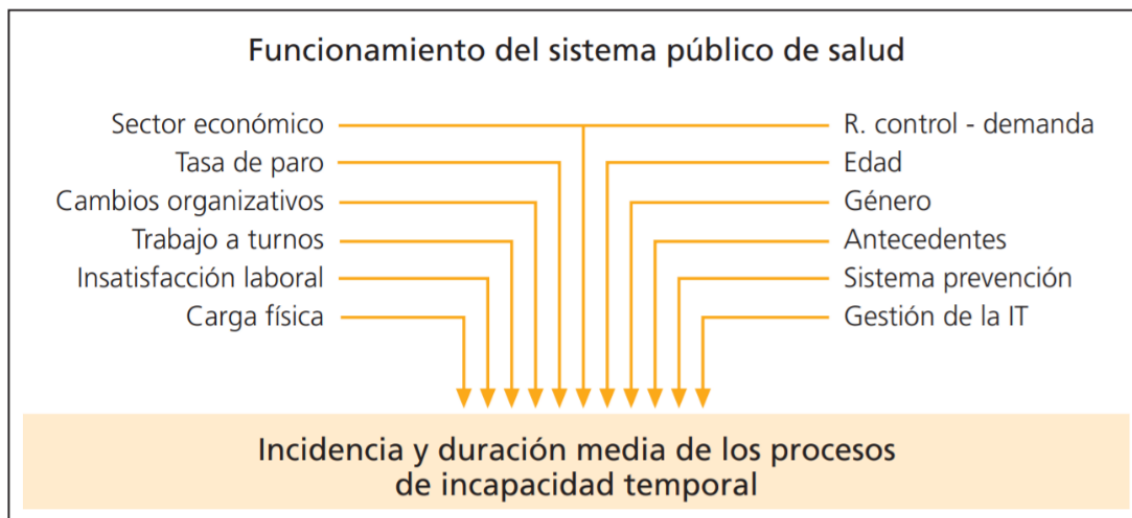 Funcionamiento del sistema público de salud
Sector económico
R. control - demanda
Tasa de paro
Edad
Cambios organizativos
Género
Trabajo a turnos
Antecedentes
Insatisfacción laboral
Sistema prevención
Carga física
Gestión de la IT
Incidencia y duración media de los procesos
de incapacidad temporal